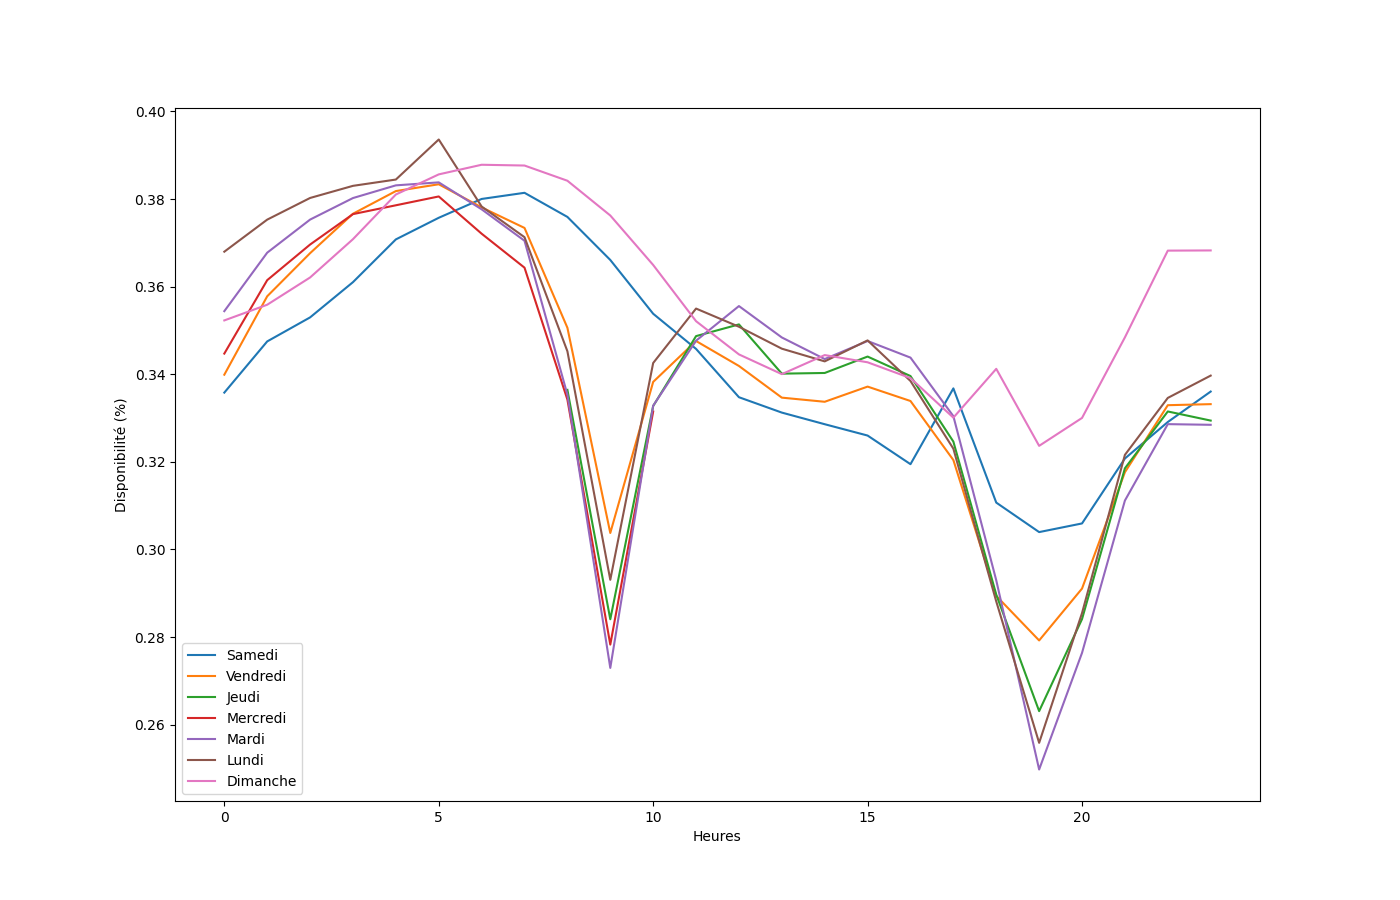 0.40
0.38
0.36
0.34
0.32
0.30
0.28
0.26
Disponibilité (%)
Samedi
Vendredi
Jeudi
Mercredi
Mardi
Lundi
Dimanche
0 5 10 15 20
Heures